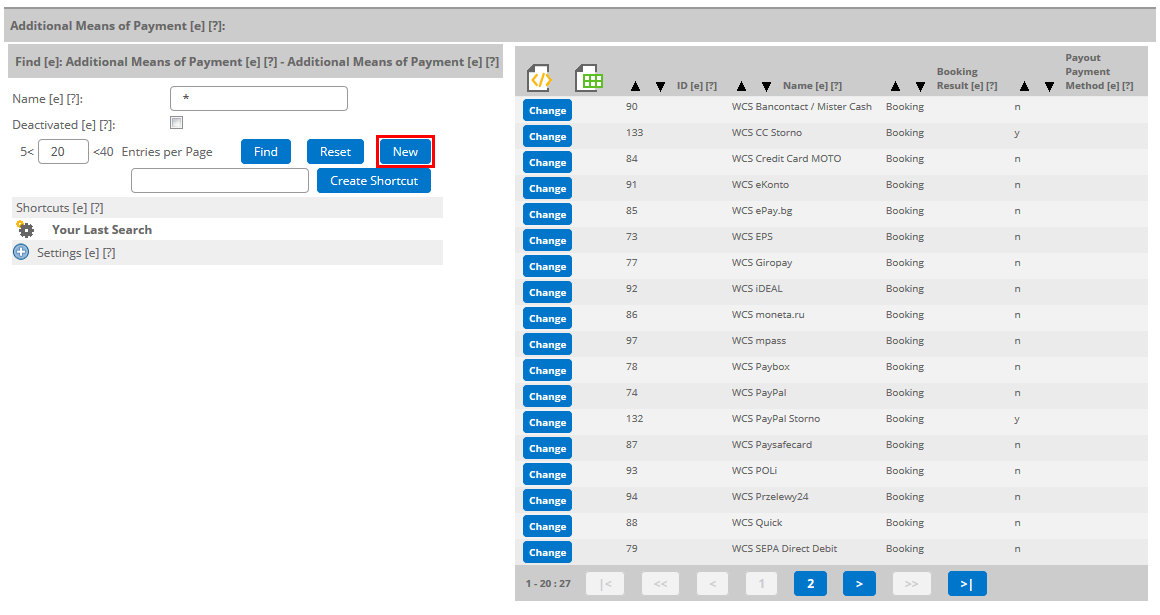 Additional Means of Payment [e] [?]:
Find [e]: Additional Means of Payment [e] [?] - Additional Means of Payment [e] [?]
Name [e] [?]: *
Deactivated [e] [?]:
5< 20 <40 Entries per Page Find Reset New
Create Shortcut
Shortcuts [e] [?]
Your Last Search
Settings [e] [?]
▲ ▼ ID [e] [?] ▲ ▼ Name [e] [?] ▲ ▼ Booking Result [e] [?] ▲ ▼ Payout Payment Method [e] [?]
Change 90 WCS Bancontact / Mister Cash Booking n
Change 133 WCS CC Storno Booking y
Change 84 WCS Credit Card MOTO Booking n
Change 91 WCS eKonto Booking n
Change 85 WCS ePay.bg Booking n
Change 73 WCS EPS Booking n
Change 77 WCS Giropay Booking n
Change 92 WCS iDEAL Booking n
Change 86 WCS moneta.ru Booking n
Change 97 WCS mpass Booking n
Change 78 WCS Paybox Booking n
Change 74 WCS PayPal Booking n
Change 132 WCS PayPal Storno Booking y
Change 87 WCS Paysafecard Booking n
Change 93 WCS POLi Booking n
Change 94 WCS Przelewy24 Booking n
Change 88 WCS Quick Booking n
Change 79 WCS SEPA Direct Debit Booking n
1 - 20 : 27 |< << < 1 2 > >> >|